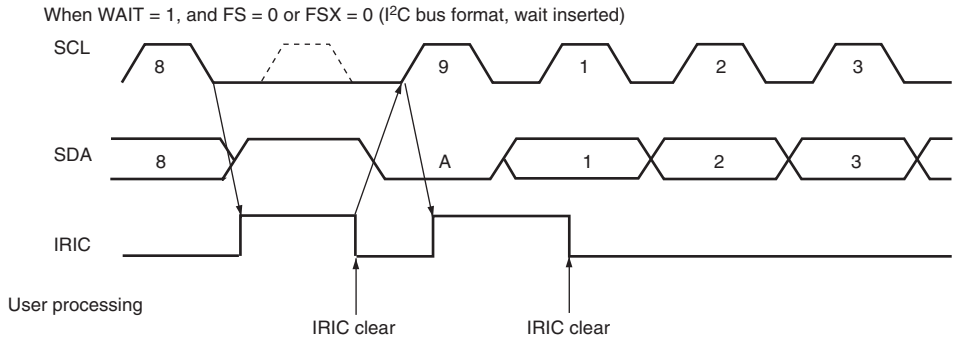 When WAIT = 1, and FS = 0 or FSX = 0 (I²C bus format, wait inserted)
SCL
8 9 1 2 3
SDA
8 A 1 2 3
IRIC
User processing
IRIC clear IRIC clear